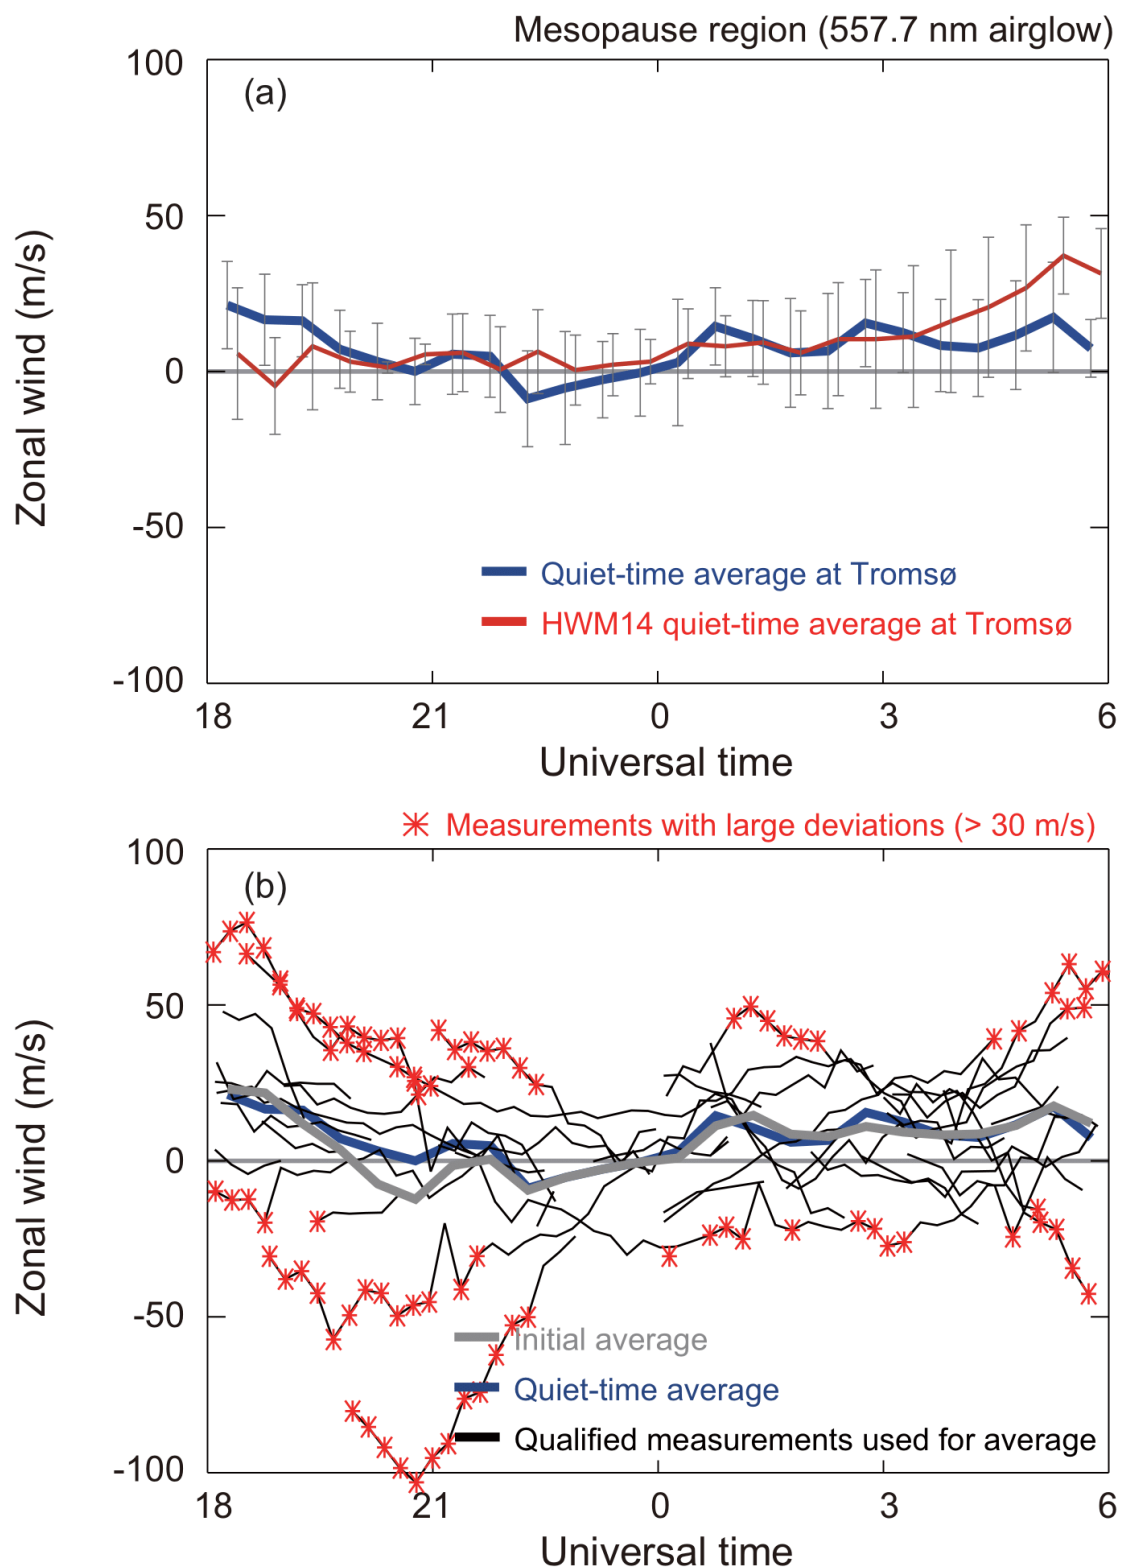 Mesopause region (557.7 nm airglow)
100
(a)
50
0
-50
-100
Zonal wind (m/s)
Quiet-time average at Tromsø
HWM14 quiet-time average at Tromsø
18 21 0 3 6
Universal time
Measurements with large deviations (> 30 m/s)
100
(b)
50
0
-50
-100
Zonal wind (m/s)
Initial average
Quiet-time average
Qualified measurements used for average
18 21 0 3 6
Universal time